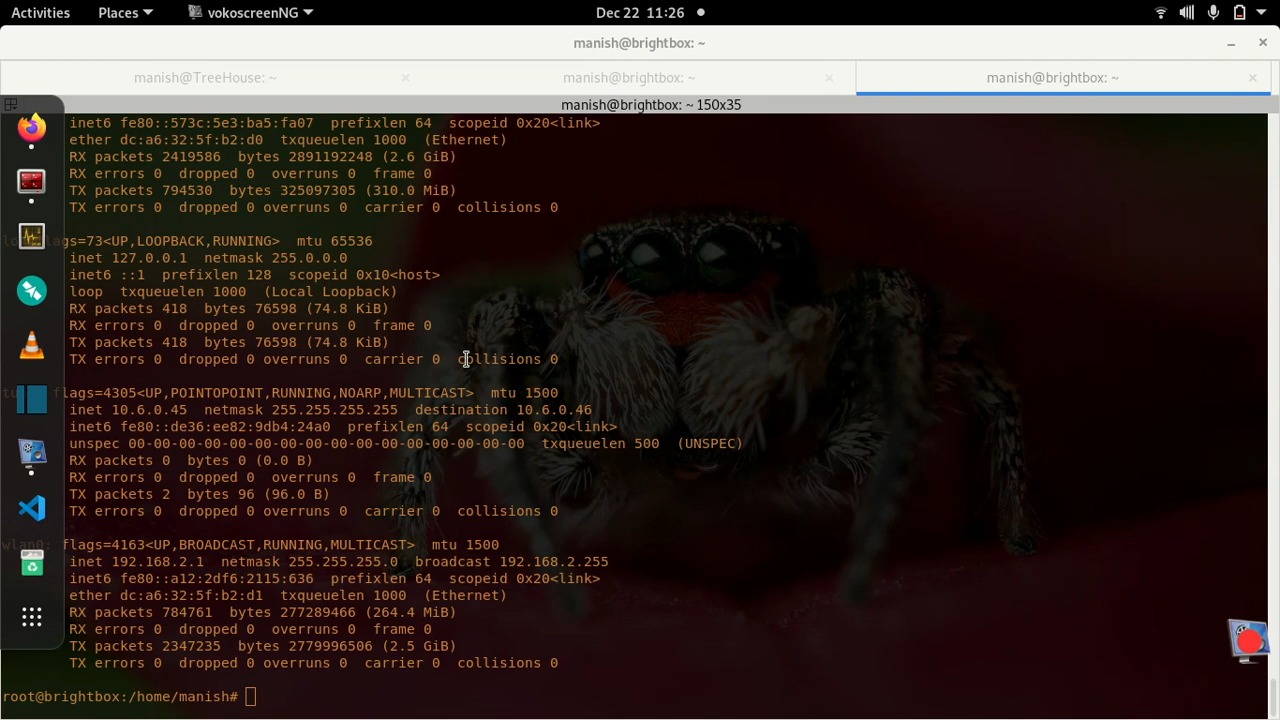 Activities Places vokoscreenNG Dec 22 11:26
manish@brightbox: ~
manish@TreeHouse: ~ manish@brightbox: ~ manish@brightbox: ~
manish@brightbox: ~ 150x35
inet6 fe80::573c:5e3:ba5:fa07 prefixlen 64 scopeid 0x20<link>
ether dc:a6:32:5f:b2:d0 txqueuelen 1000 (Ethernet)
RX packets 2419586 bytes 2891192248 (2.6 GiB)
RX errors 0 dropped 0 overruns 0 frame 0
TX packets 794530 bytes 325097305 (310.0 MiB)
TX errors 0 dropped 0 overruns 0 carrier 0 collisions 0
flags=73<UP,LOOPBACK,RUNNING> mtu 65536
inet 127.0.0.1 netmask 255.0.0.0
inet6 ::1 prefixlen 128 scopeid 0x10<host>
loop txqueuelen 1000 (Local Loopback)
RX packets 418 bytes 76598 (74.8 KiB)
RX errors 0 dropped 0 overruns 0 frame 0
TX packets 418 bytes 76598 (74.8 KiB)
TX errors 0 dropped 0 overruns 0 carrier 0 collisions 0
flags=4305<UP,POINTOPOINT,RUNNING,NOARP,MULTICAST> mtu 1500
inet 10.6.0.45 netmask 255.255.255.255 destination 10.6.0.46
inet6 fe80::de36:ee82:9db4:24a0 prefixlen 64 scopeid 0x20<link>
unspec 00-00-00-00-00-00-00-00-00-00-00-00-00-00-00-00 txqueuelen 500 (UNSPEC)
RX packets 0 bytes 0 (0.0 B)
RX errors 0 dropped 0 overruns 0 frame 0
TX packets 2 bytes 96 (96.0 B)
TX errors 0 dropped 0 overruns 0 carrier 0 collisions 0
wlan0: flags=4163<UP,BROADCAST,RUNNING,MULTICAST> mtu 1500
inet 192.168.2.1 netmask 255.255.255.0 broadcast 192.168.2.255
inet6 fe80::a12:2df6:2115:636 prefixlen 64 scopeid 0x20<link>
ether dc:a6:32:5f:b2:d1 txqueuelen 1000 (Ethernet)
RX packets 784761 bytes 277289466 (264.4 MiB)
RX errors 0 dropped 0 overruns 0 frame 0
TX packets 2347235 bytes 2779996506 (2.5 GiB)
TX errors 0 dropped 0 overruns 0 carrier 0 collisions 0
root@brightbox:/home/manish#